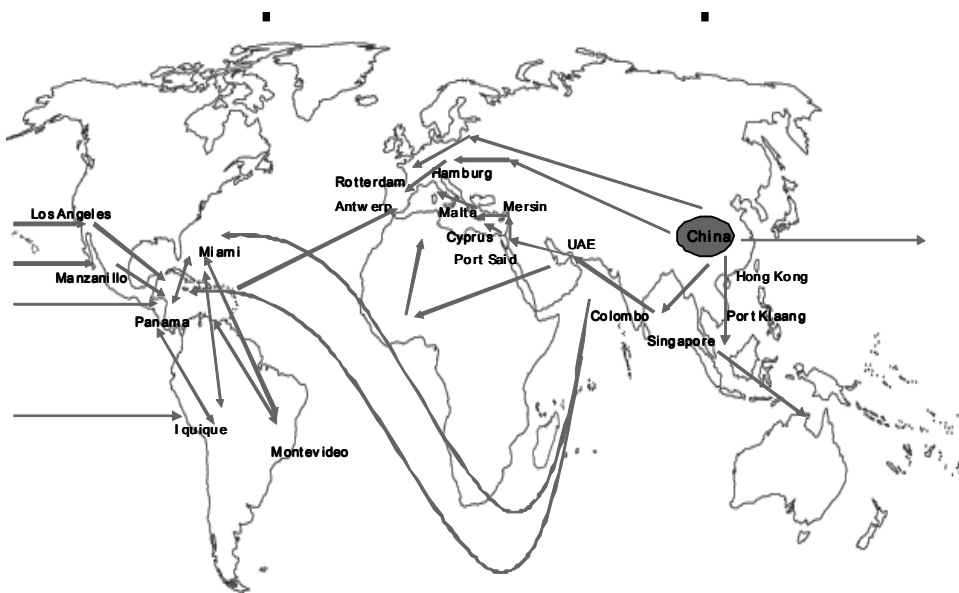 Hamburg
Rotterdam
Antwerp
Mersin
Malta
Los Angeles
Cyprus
China
UAE
Miami
Port Said
Manzanillo
Hong Kong
Colombo
Port Klaang
Panama
Singapore
Iquique
Montevideo